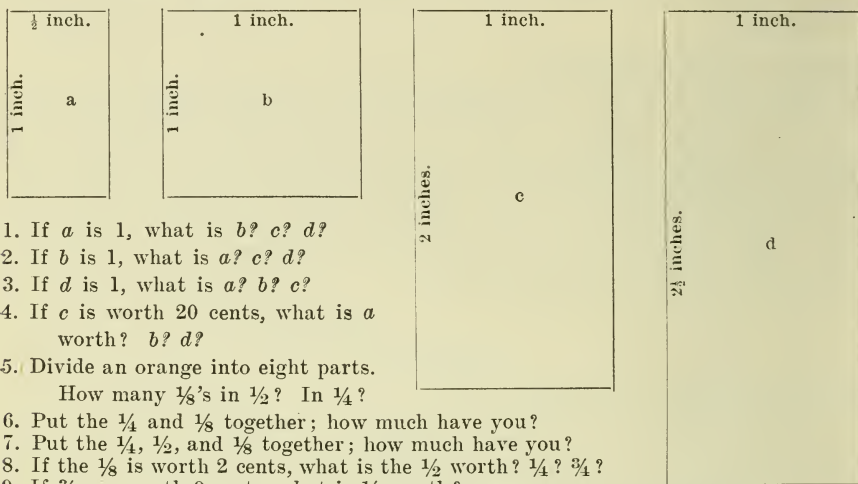 ½ inch.
1 inch.
a
1 inch.
1 inch.
b
1 inch.
2 inches.
c
1 inch.
2½ inches.
d
1. If a is 1, what is b? c? d?
2. If b is 1, what is a? c? d?
3. If d is 1, what is a? b? c?
4. If c is worth 20 cents, what is a
worth? b? d?
5. Divide an orange into eight parts.
How many ⅛'s in ½? In ¼?
6. Put the ¼ and ⅛ together; how much have you?
7. Put the ¼, ½, and ⅛ together; how much have you?
8. If the ⅛ is worth 2 cents, what is the ½ worth? ¼? ¾?